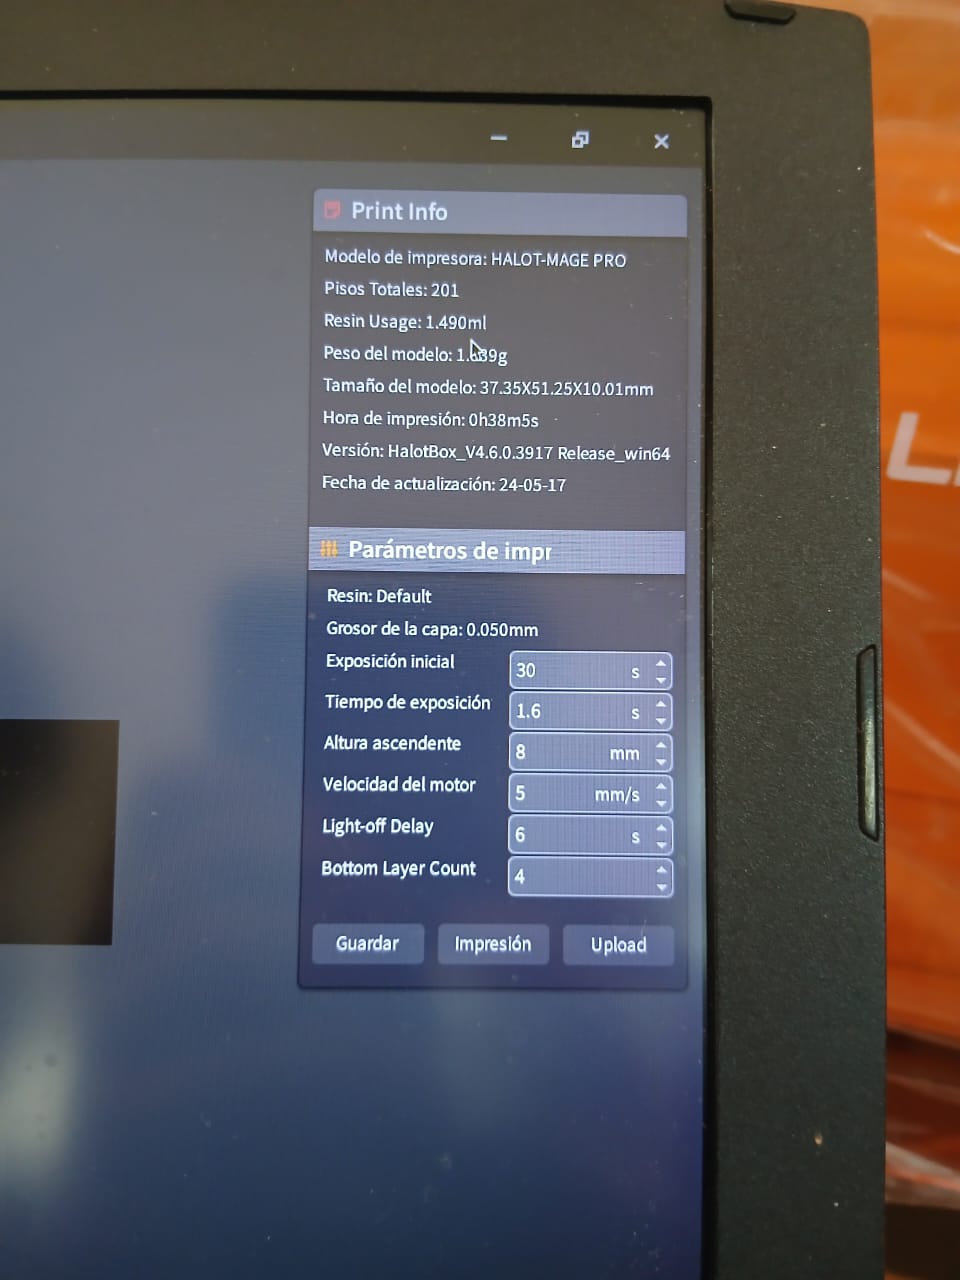 Print Info
Modelo de impresora: HALOT-MAGE PRO
Pisos Totales: 201
Resin Usage: 1.490ml
Peso del modelo:
Tamaño del modelo: 37.35X51.25X10.01mm
Hora de impresión: 0h38m5s
Versión: HalotBox_V4.6.0.3917 Release_win64
Fecha de actualización: 24-05-17
Parámetros de impr
Resin: Default
Grosor de la capa: 0.050mm
Exposición inicial 30 s
Tiempo de exposición 1.6 s
Altura ascendente 8 mm
Velocidad del motor 5 mm/s
Light-off Delay 6 s
Bottom Layer Count 4
Guardar Impresión Upload